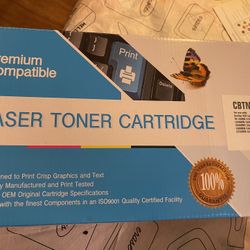 remium
ompatible
Print
Delete
CBTN
ASER TONER CARTRIDGE
ned to Print Crisp Graphics and Text
y Manufactured and Print Tested
OEM Original Cartridge Specifications
with the finest Components in an ISO9001 Quality Certified Facility
100%